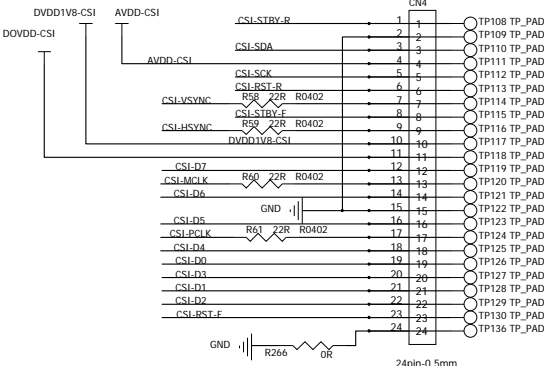 CN4
DVDD1V8-CSI AVDD-CSI
DOVDD-CSI
CSI-STBY-R 1 1 TP108 TP_PAD
2 2 TP109 TP_PAD
CSI-SDA 3 3 TP110 TP_PAD
AVDD-CSI 4 4 TP111 TP_PAD
CSI-SCK 5 5 TP112 TP_PAD
CSI-RST-R 6 6 TP113 TP_PAD
CSI-VSYNC R58 22R R0402 7 7 TP114 TP_PAD
CSI-STBY-F 8 8 TP115 TP_PAD
CSI-HSYNC R59 22R R0402 9 9 TP116 TP_PAD
DVDD1V8-CSI 10 10 TP117 TP_PAD
11 11 TP118 TP_PAD
CSI-D7 12 12 TP119 TP_PAD
CSI-MCLK R60 22R R0402 13 13 TP120 TP_PAD
CSI-D6 14 14 TP121 TP_PAD
GND 15 15 TP122 TP_PAD
CSI-D5 16 16 TP123 TP_PAD
CSI-PCLK R61 22R R0402 17 17 TP124 TP_PAD
CSI-D4 18 18 TP125 TP_PAD
CSI-D0 19 19 TP126 TP_PAD
CSI-D3 20 20 TP127 TP_PAD
CSI-D1 21 21 TP128 TP_PAD
CSI-D2 22 22 TP129 TP_PAD
CSI-RST-F 23 23 TP130 TP_PAD
24 24 TP136 TP_PAD
GND R266 0R
24pin-0.5mm